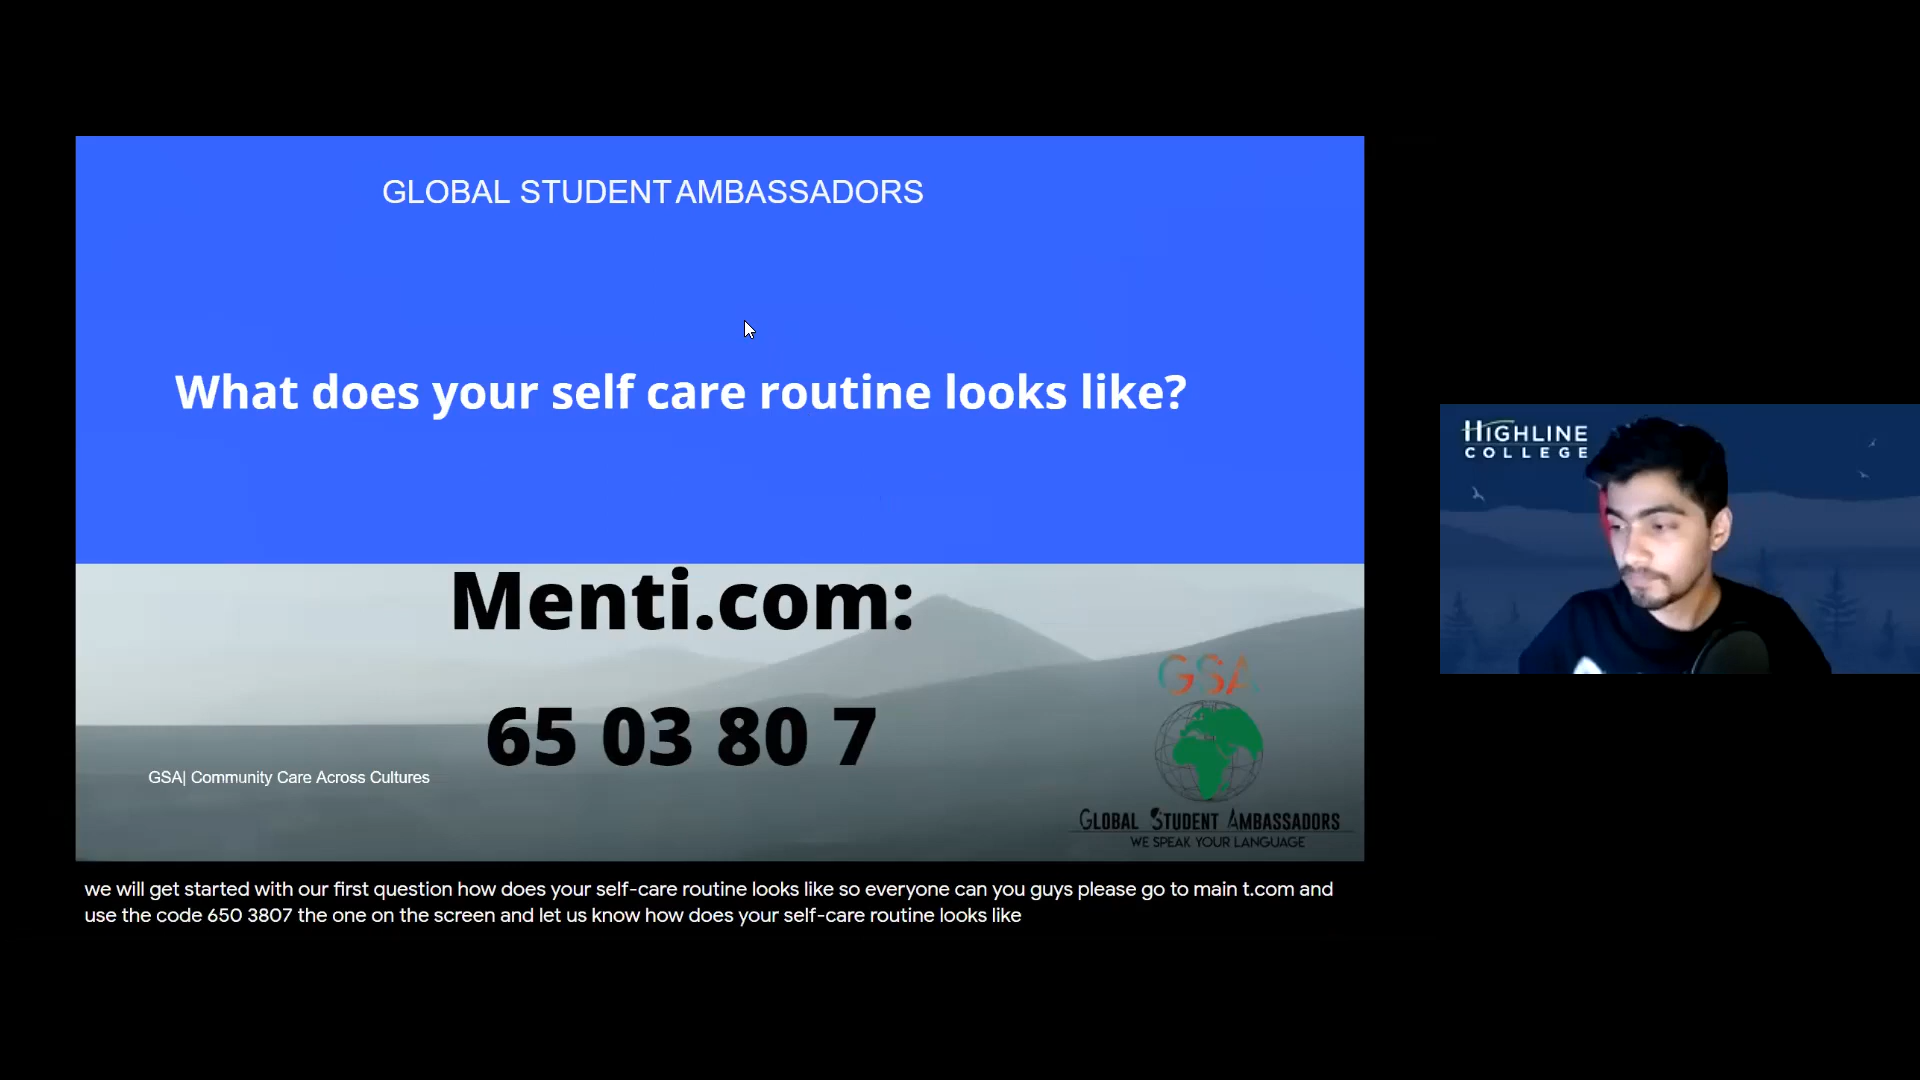 GLOBAL STUDENT AMBASSADORS
What does your self care routine looks like?
Menti.com:
65 03 80 7
GSA| Community Care Across Cultures
GSA
GLOBAL STUDENT AMBASSADORS
WE SPEAK YOUR LANGUAGE
HIGHLINE
COLLEGE
we will get started with our first question how does your self-care routine looks like so everyone can you guys please go to main t.com and
use the code 650 3807 the one on the screen and let us know how does your self-care routine looks like